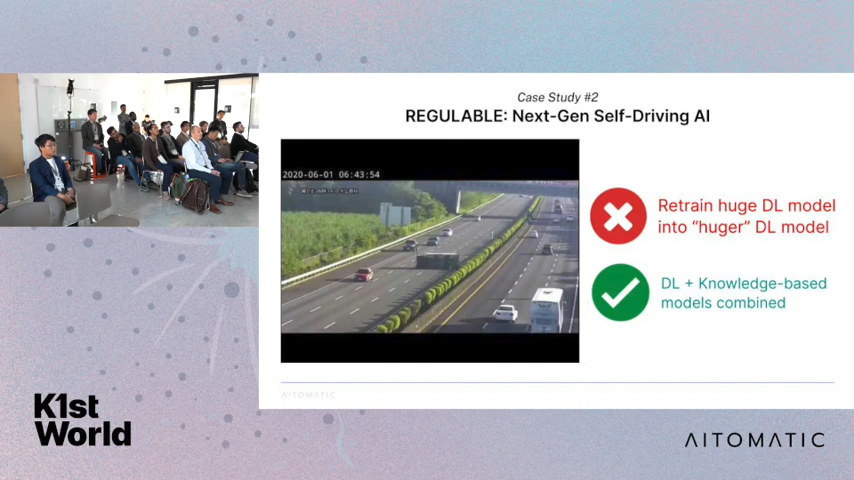 Case Study #2
REGULABLE: Next-Gen Self-Driving AI
2020-06-01 06:43:54
Retrain huge DL model
into “huger” DL model
DL + Knowledge-based
models combined
AITOMATIC
K1st
World
AITOMATIC